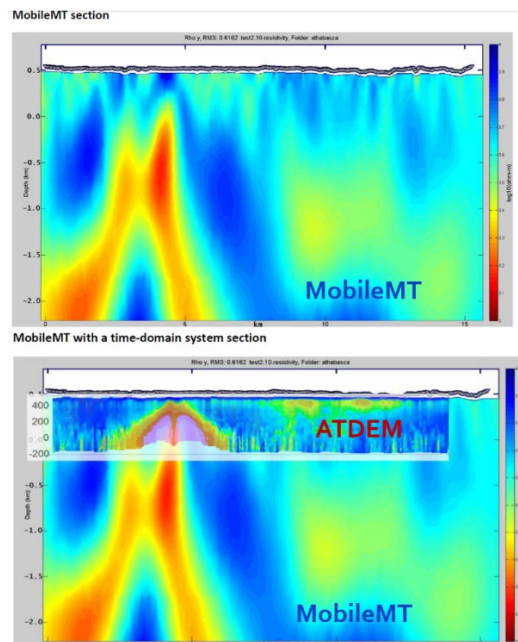 MobileMT section
Rho y, RMS: 0.6162 test2.10.resistivity, Folder: athabasca
0.5
0.0
-0.5
-1.0
-1.5
-2.0
Depth (km)
log10(ohm-m)
MobileMT
0
5
km
10
15
MobileMT with a time-domain system section
Rho y, RMS: 0.6162 test2.10.resistivity, Folder: athabasca
400
200
-200
ATDEM
-0.5
-1.0
-1.5
-2.0
Depth (km)
MobileMT